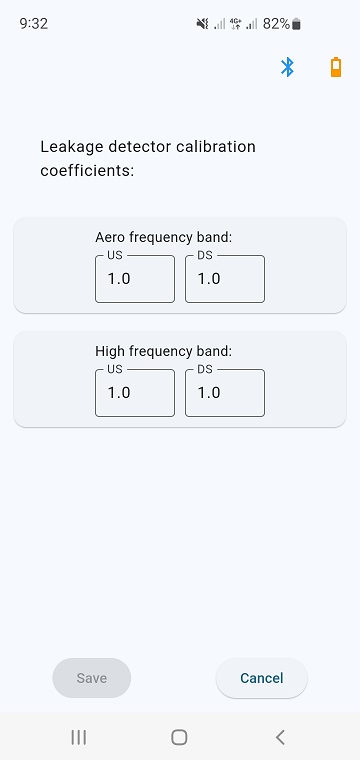 9:32
4G+
82%
Leakage detector calibration
coefficients:
Aero frequency band:
US DS
1.0 1.0
High frequency band:
US DS
1.0 1.0
Save Cancel